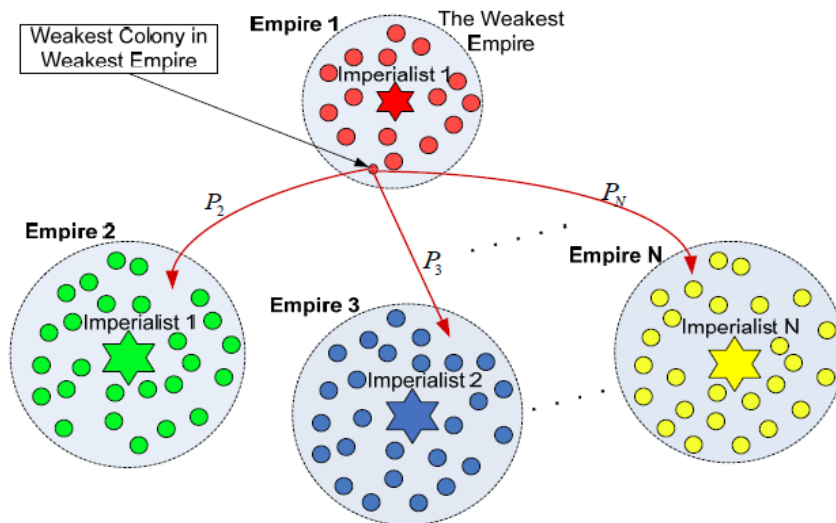 Weakest Colony in
Weakest Empire
Empire 1
The Weakest
Empire
Imperialist 1
P2
P3
PN
Empire 2
Imperialist 1
Empire 3
Imperialist 2
Empire N
Imperialist N